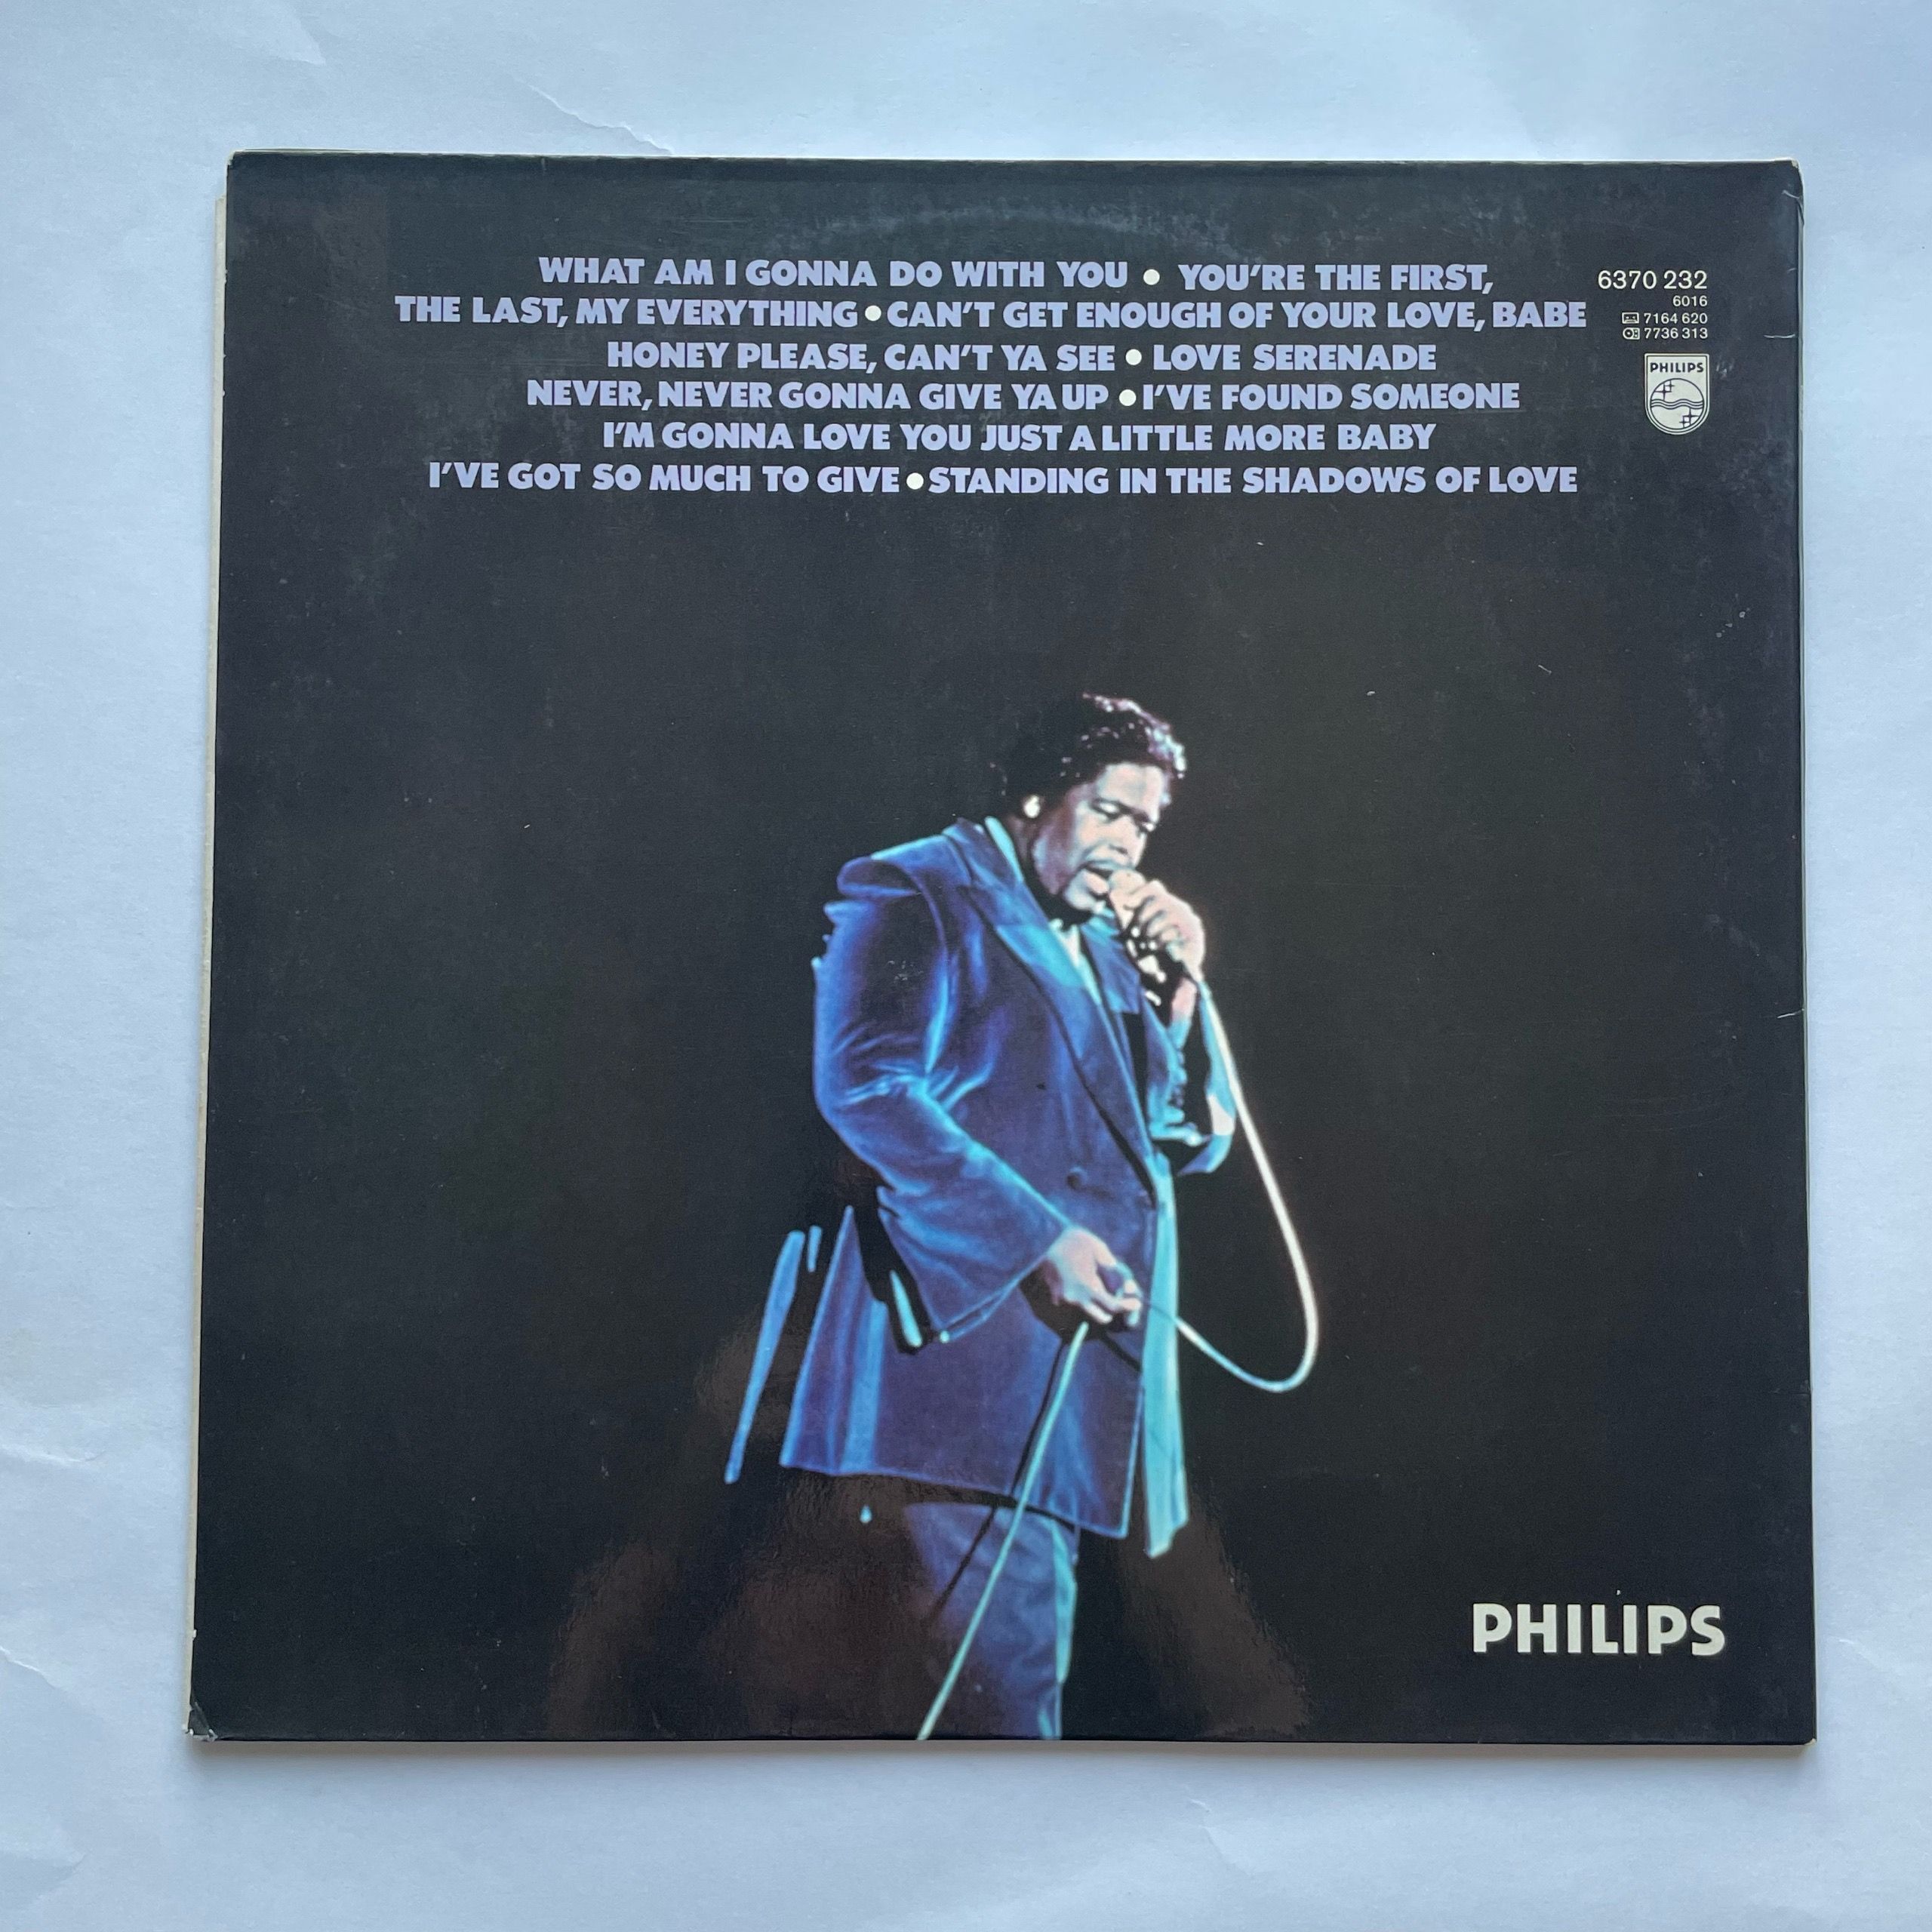 WHAT AM I GONNA DO WITH YOU • YOU'RE THE FIRST,
THE LAST, MY EVERYTHING • CAN'T GET ENOUGH OF YOUR LOVE, BABE
HONEY PLEASE, CAN'T YA SEE • LOVE SERENADE
NEVER, NEVER GONNA GIVE YA UP • I'VE FOUND SOMEONE
I'M GONNA LOVE YOU JUST A LITTLE MORE BABY
I'VE GOT SO MUCH TO GIVE • STANDING IN THE SHADOWS OF LOVE
6370 232
6016
7164 620
7736 313
PHILIPS
PHILIPS